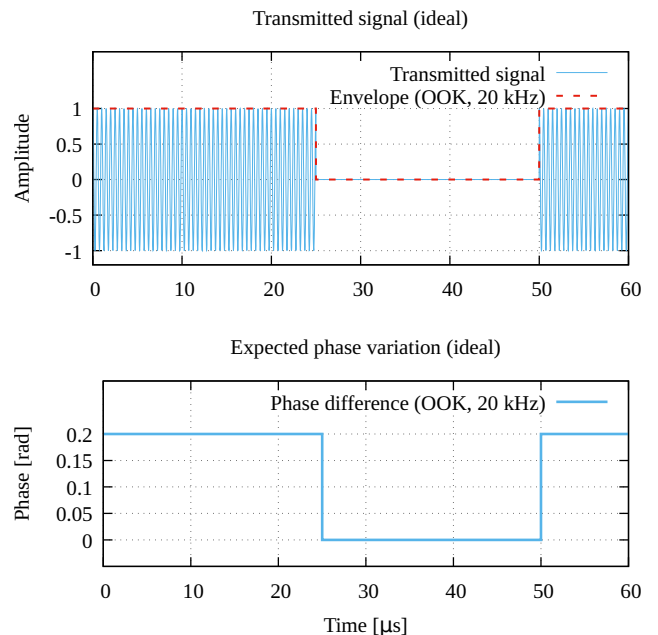 Transmitted signal (ideal)
Transmitted signal
Envelope (OOK, 20 kHz)
Amplitude
1
0.5
0
-0.5
-1
0 10 20 30 40 50 60
Expected phase variation (ideal)
Phase difference (OOK, 20 kHz)
Phase [rad]
0.2
0.15
0.1
0.05
0
0 10 20 30 40 50 60
Time [μs]